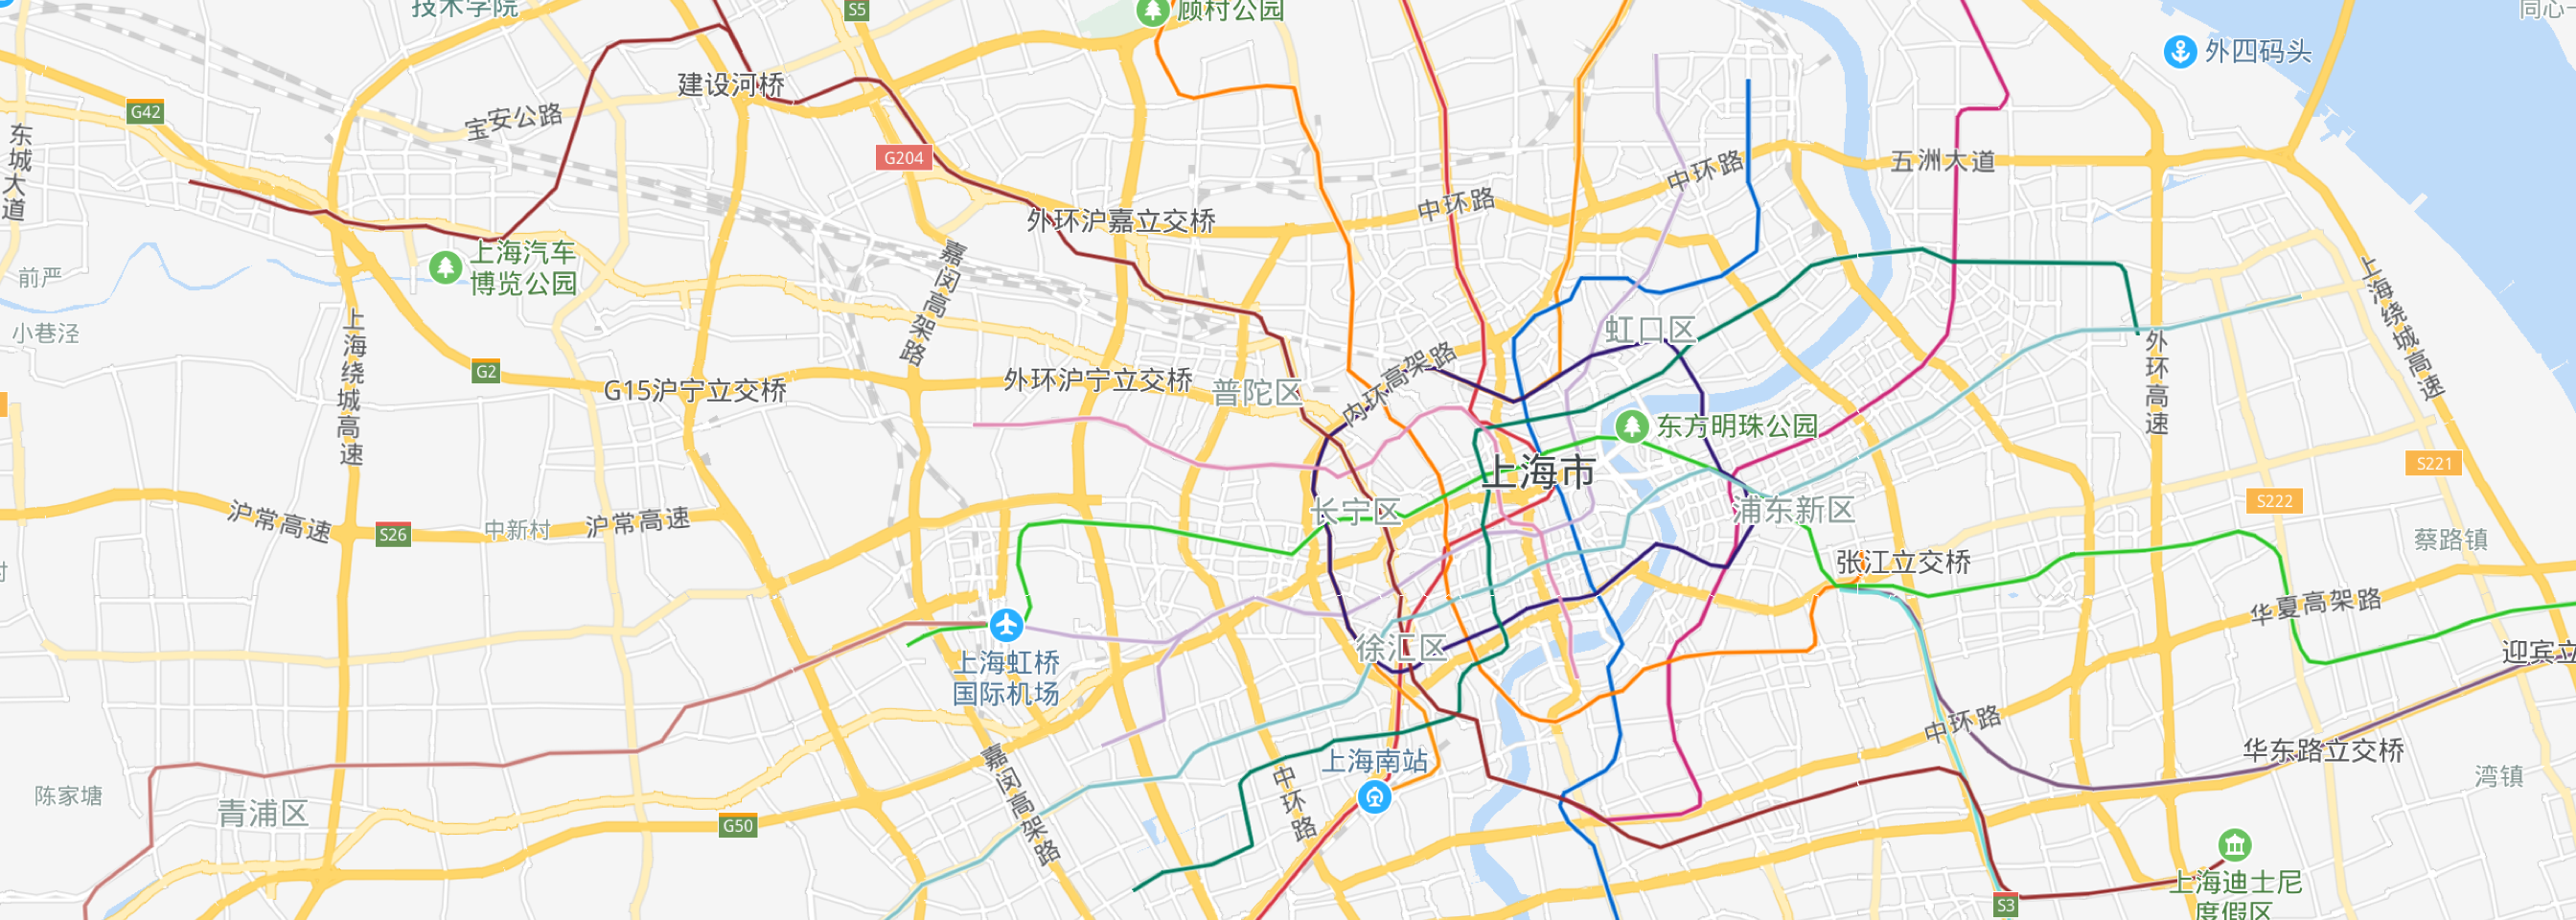 技术学院
S5
顾村公园
同心
外四码头
建设河桥
G42
宝安公路
东城大道
G204
中环路
中环路
五洲大道
外环沪嘉立交桥
上海汽车
博览公园
前严
嘉闵高架路
上海绕城高速
小巷泾
上海绕城高速
虹口区
外环高速
内环高架路
G2
G15沪宁立交桥
外环沪宁立交桥
普陀区
东方明珠公园
上海市
S221
S222
沪常高速
S26
中新村
沪常高速
长宁区
浦东新区
蔡路镇
张江立交桥
华夏高架路
上海虹桥
国际机场
徐汇区
迎宾立
中环路
华东路立交桥
湾镇
上海南站
嘉闵高架路
中环路
陈家塘
青浦区
G50
上海迪士尼
度假区
S3